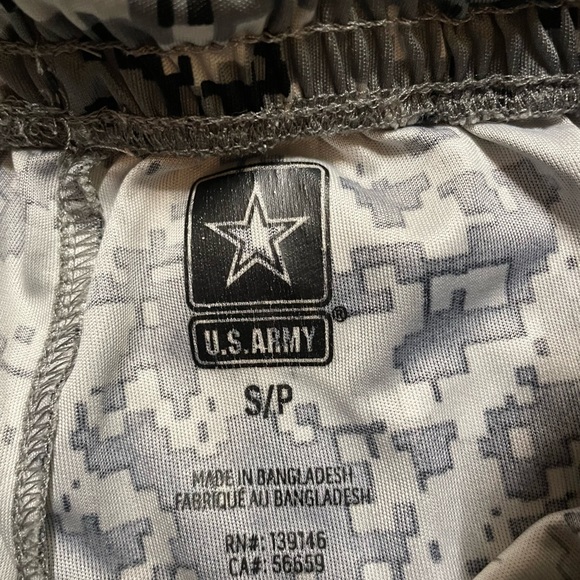 U.S.ARMY®
S/P
MADE IN BANGLADESH
FABRIQUÉ AU BANGLADESH
RN#: 139146
CA#: 56659